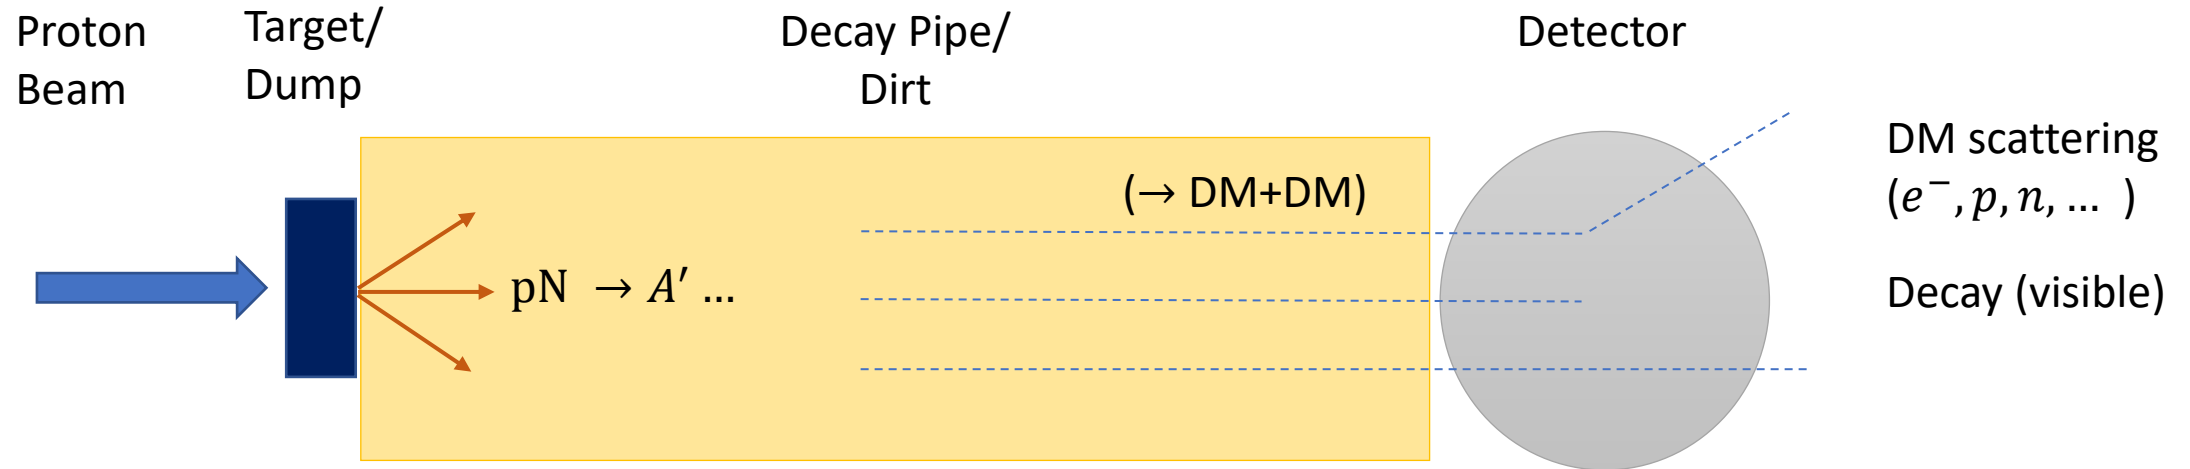 Proton
Beam
Target/
Dump
Decay Pipe/
Dirt
Detector
(→ DM+DM)
pN → A′ ...
DM scattering
(e⁻, p, n, ... )
Decay (visible)